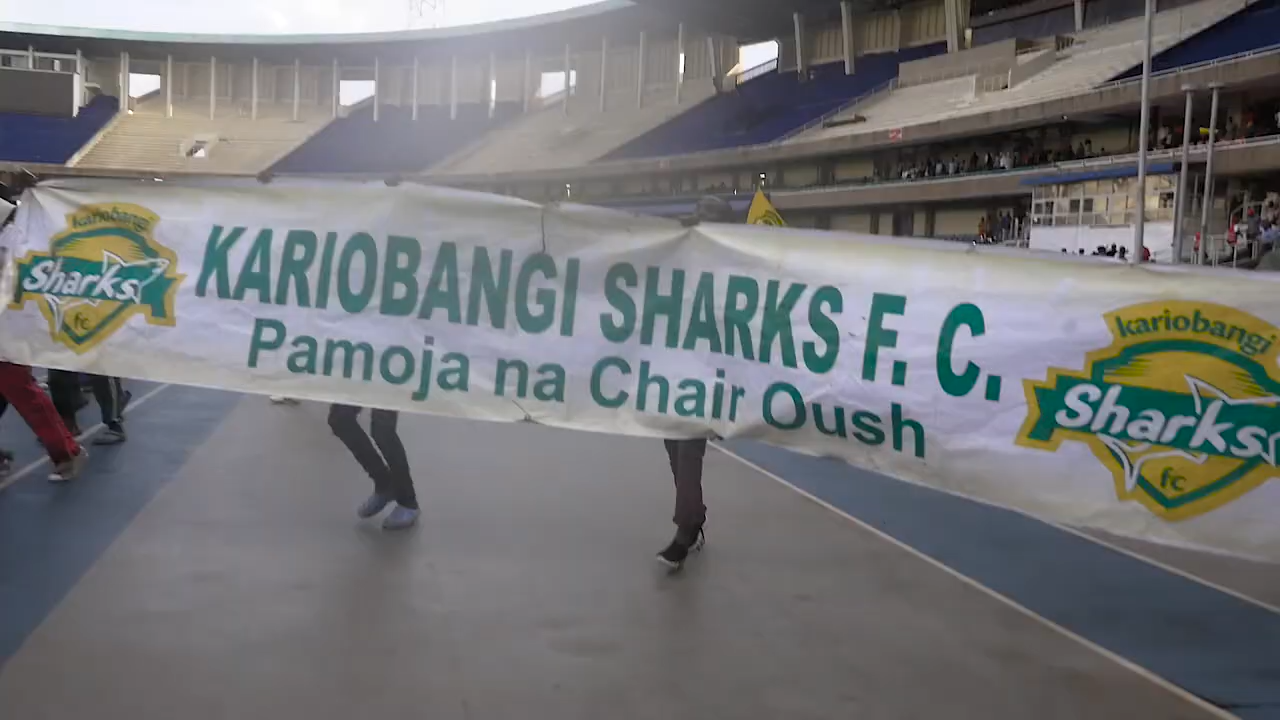 kariobangi
Sharks
fc
KARIOBANGI SHARKS F. C.
Pamoja na Chair Oush
kariobangi
Sharks
fc